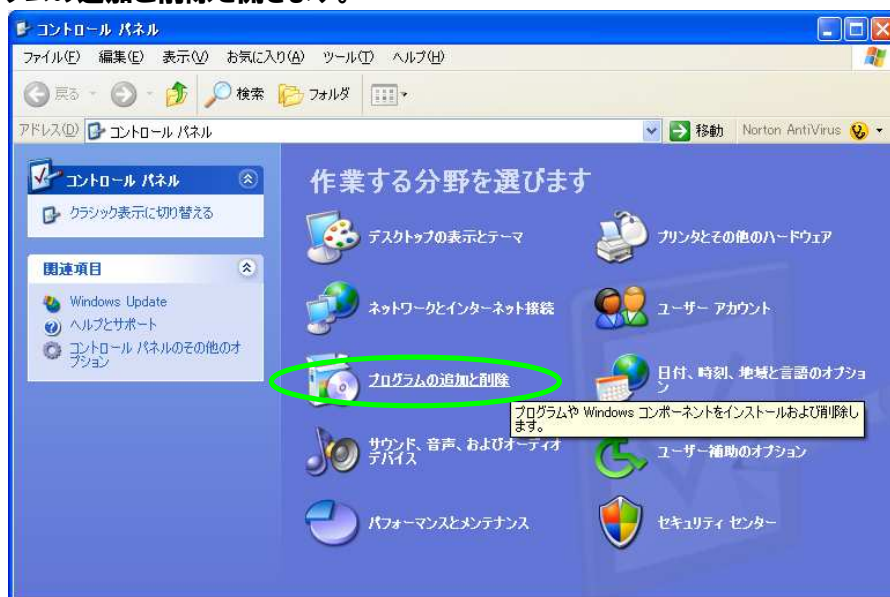 ラムの追加と削除を開きます。
コントロール パネル
ファイル(F) 編集(E) 表示(V) お気に入り(A) ツール(T) ヘルプ(H)
戻る 検索 フォルダ
アドレス(D) コントロール パネル 移動 Norton AntiVirus
コントロール パネル
クラシック表示に切り替える
関連項目
Windows Update
ヘルプとサポート
コントロール パネルのその他のオ
プション
作業する分野を選びます
デスクトップの表示とテーマ
プリンタとその他のハードウェア
ネットワークとインターネット接続
ユーザー アカウント
プログラムの追加と削除
日付、時刻、地域と言語のオプショ
ン
プログラムや Windows コンポーネントをインストールおよび削除し
ます。
サウンド、音声、およびオーディオ
デバイス
ユーザー補助のオプション
パフォーマンスとメンテナンス
セキュリティ センター